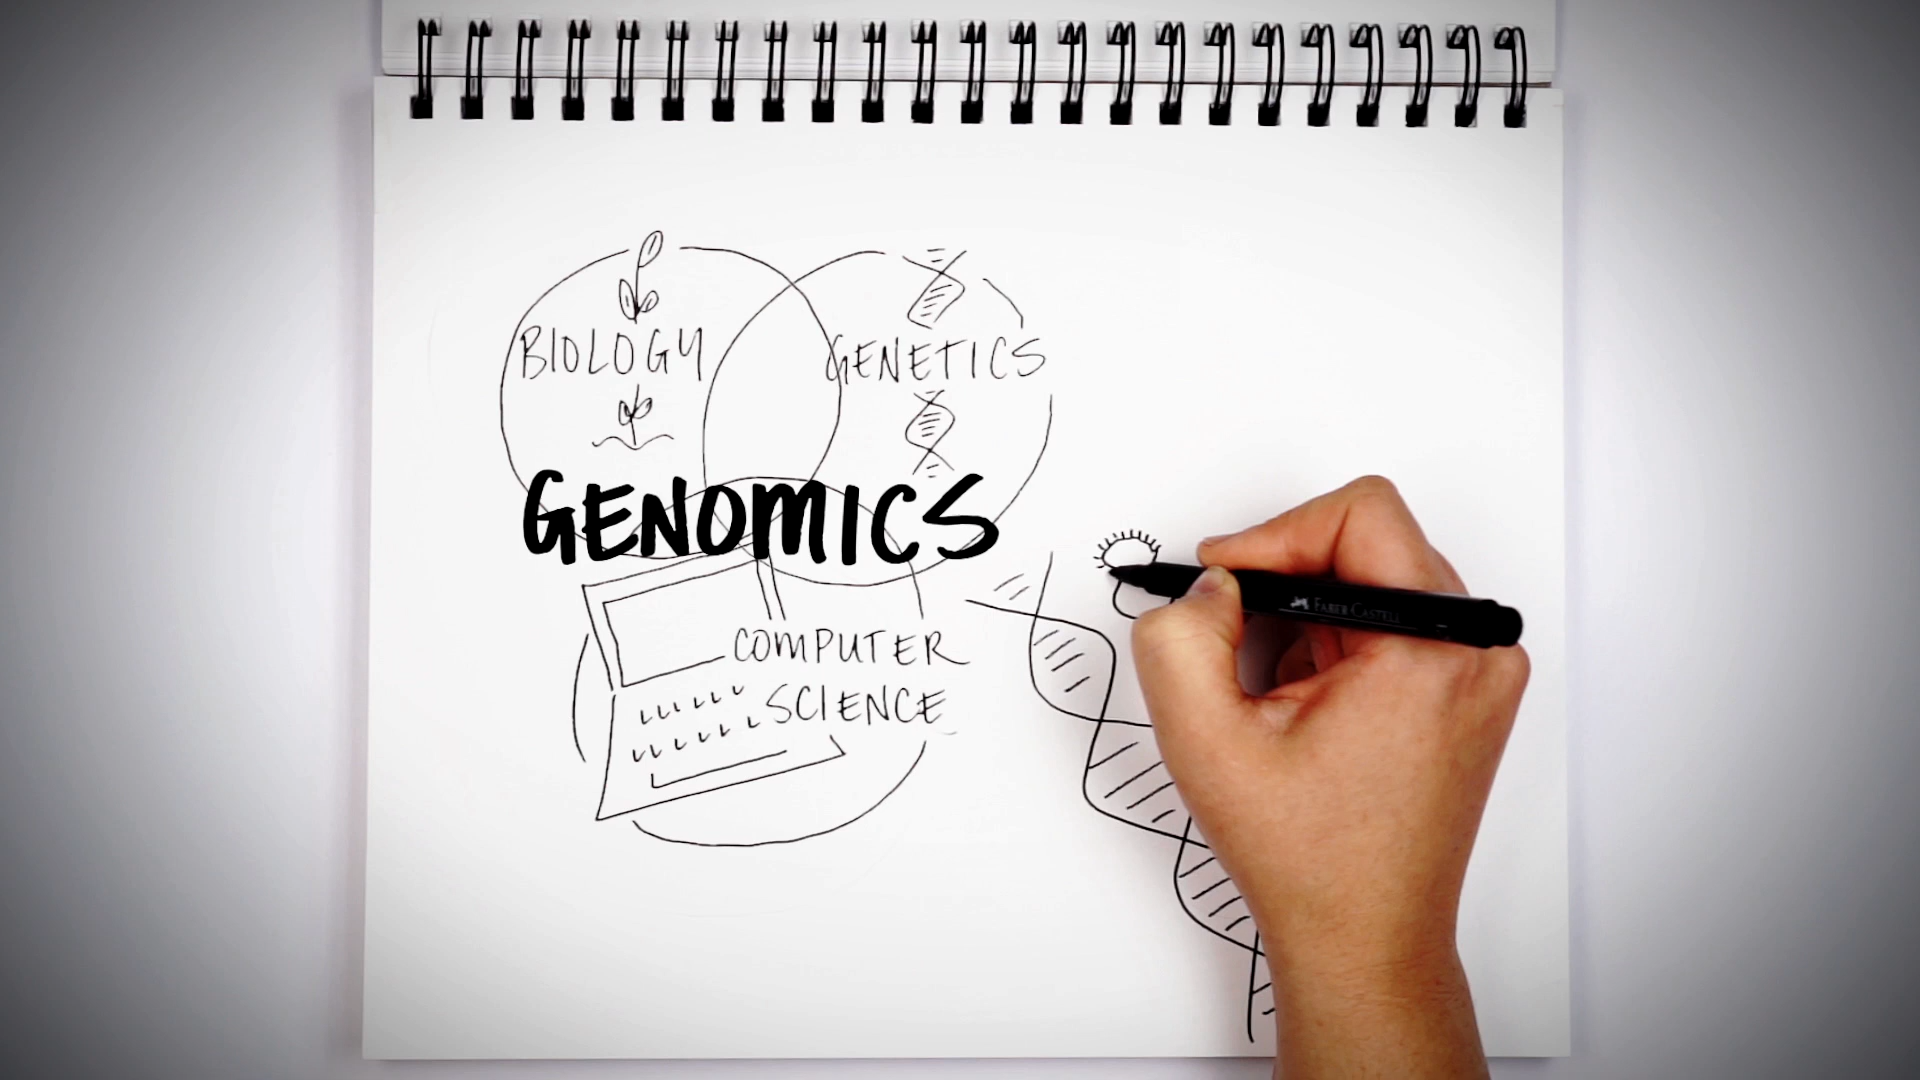 BIOLOGY
GENETICS
GENOMICS
COMPUTER
SCIENCE
FABER-CASTELL